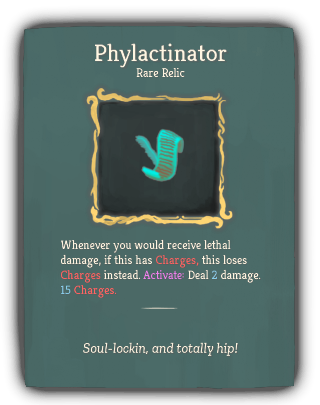 Phylactinator
Rare Relic
Whenever you would receive lethal
damage, if this has Charges, this loses
Charges instead. Activate: Deal 2 damage.
15 Charges.
Soul-lockin, and totally hip!